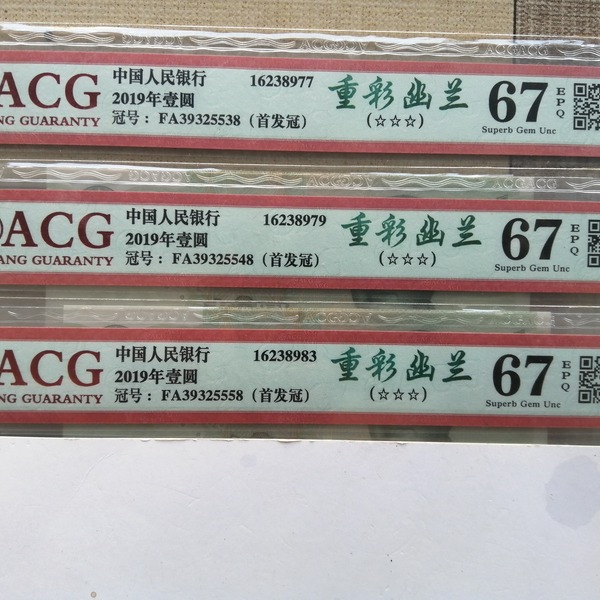 ACG
NG GUARANTY
中国人民银行 16238977
2019年壹圆
冠号： FA39325538（首发冠）
重彩幽兰
(☆☆☆)
67
EPQ
Superb Gem Unc
ACG
NG GUARANTY
中国人民银行 16238979
2019年壹圆
冠号： FA39325548（首发冠）
重彩幽兰
(☆☆☆)
67
EPQ
Superb Gem Unc
ACG
NG GUARANTY
中国人民银行 16238983
2019年壹圆
冠号： FA39325558（首发冠）
重彩幽兰
(☆☆☆)
67
EPQ
Superb Gem Unc